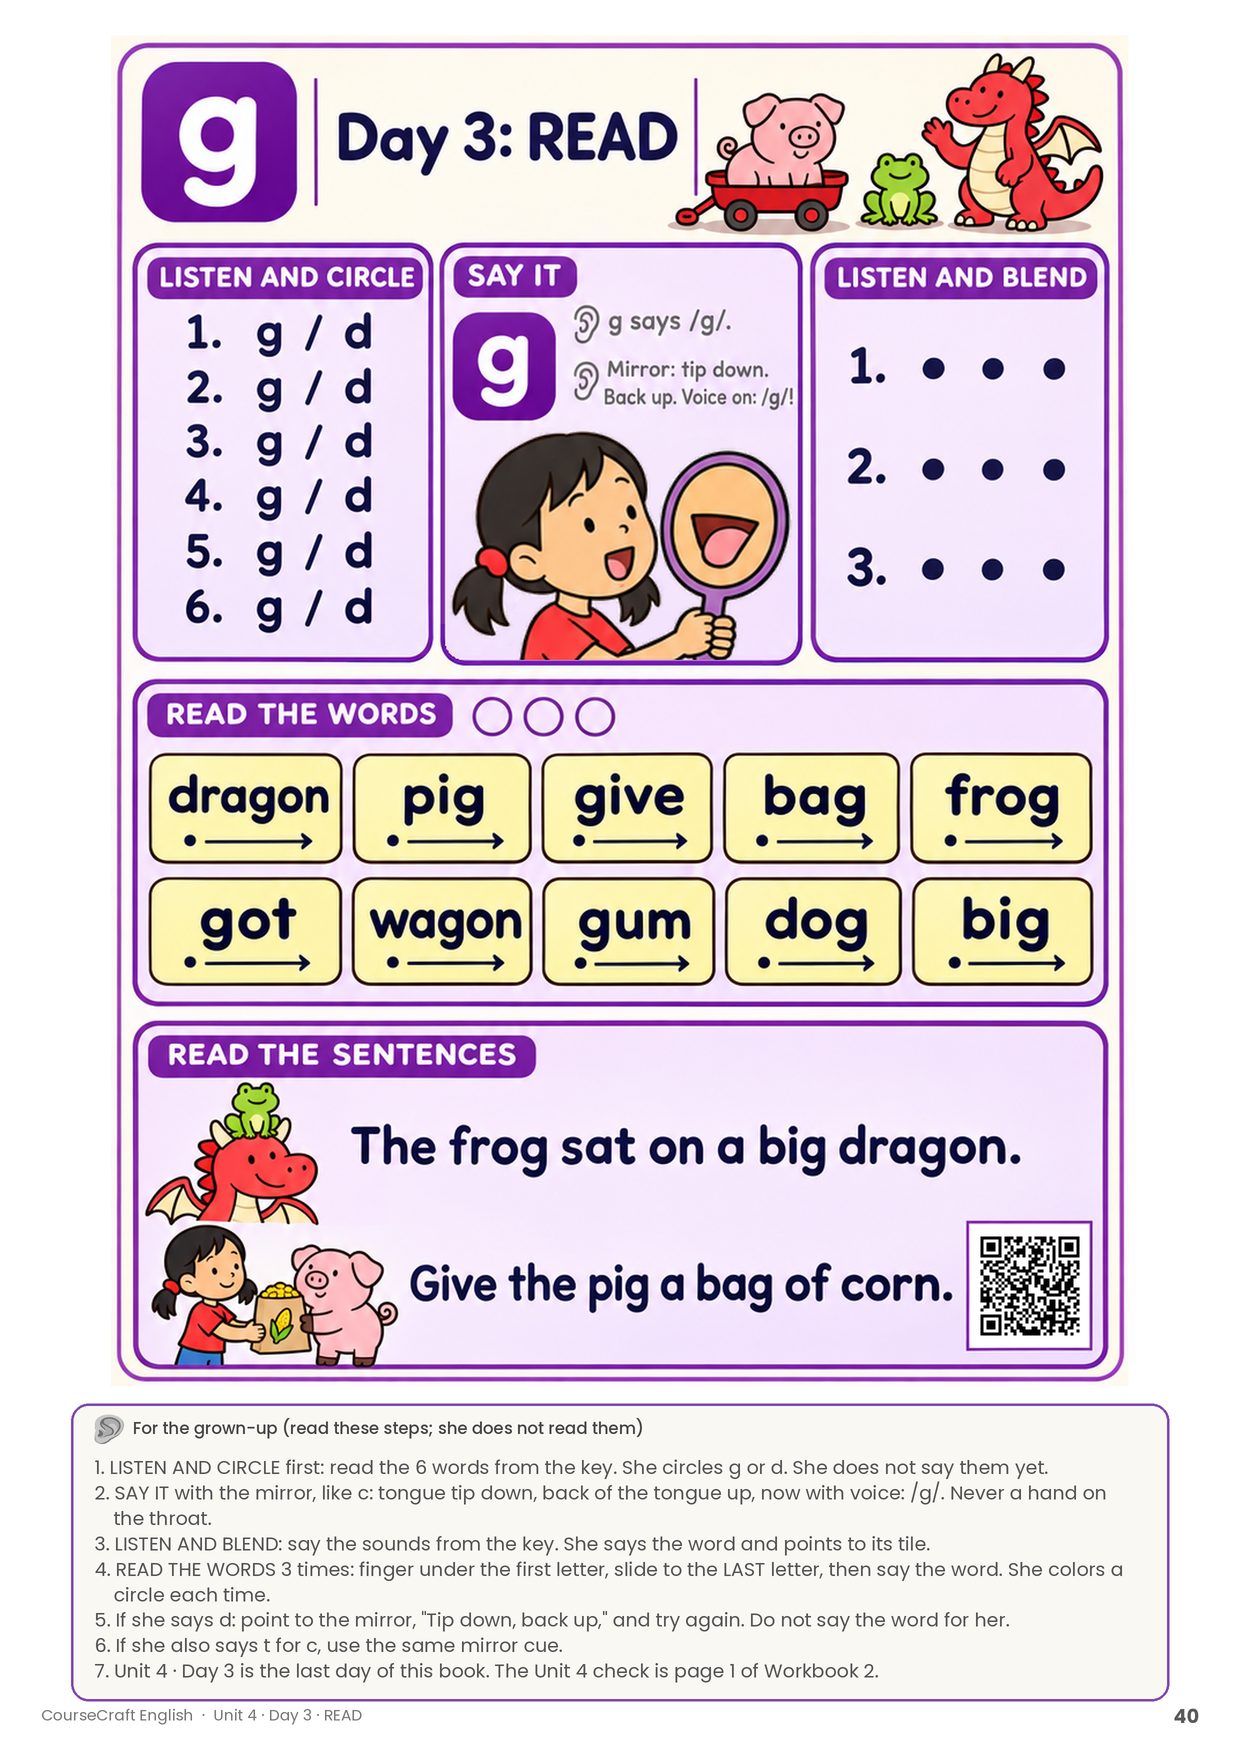 g
Day 3: READ
LISTEN AND CIRCLE
1. g / d
2. g / d
3. g / d
4. g / d
5. g / d
6. g / d
SAY IT
g
g says /g/.
Mirror: tip down.
Back up. Voice on: /g/!
LISTEN AND BLEND
1. • • •
2. • • •
3. • • •
READ THE WORDS
dragon pig give bag frog
got wagon gum dog big
READ THE SENTENCES
The frog sat on a big dragon.
Give the pig a bag of corn.
For the grown-up (read these steps; she does not read them)
1. LISTEN AND CIRCLE first: read the 6 words from the key. She circles g or d. She does not say them yet.
2. SAY IT with the mirror, like c: tongue tip down, back of the tongue up, now with voice: /g/. Never a hand on
the throat.
3. LISTEN AND BLEND: say the sounds from the key. She says the word and points to its tile.
4. READ THE WORDS 3 times: finger under the first letter, slide to the LAST letter, then say the word. She colors a
circle each time.
5. If she says d: point to the mirror, "Tip down, back up," and try again. Do not say the word for her.
6. If she also says t for c, use the same mirror cue.
7. Unit 4 · Day 3 is the last day of this book. The Unit 4 check is page 1 of Workbook 2.
CourseCraft English · Unit 4 · Day 3 · READ
40